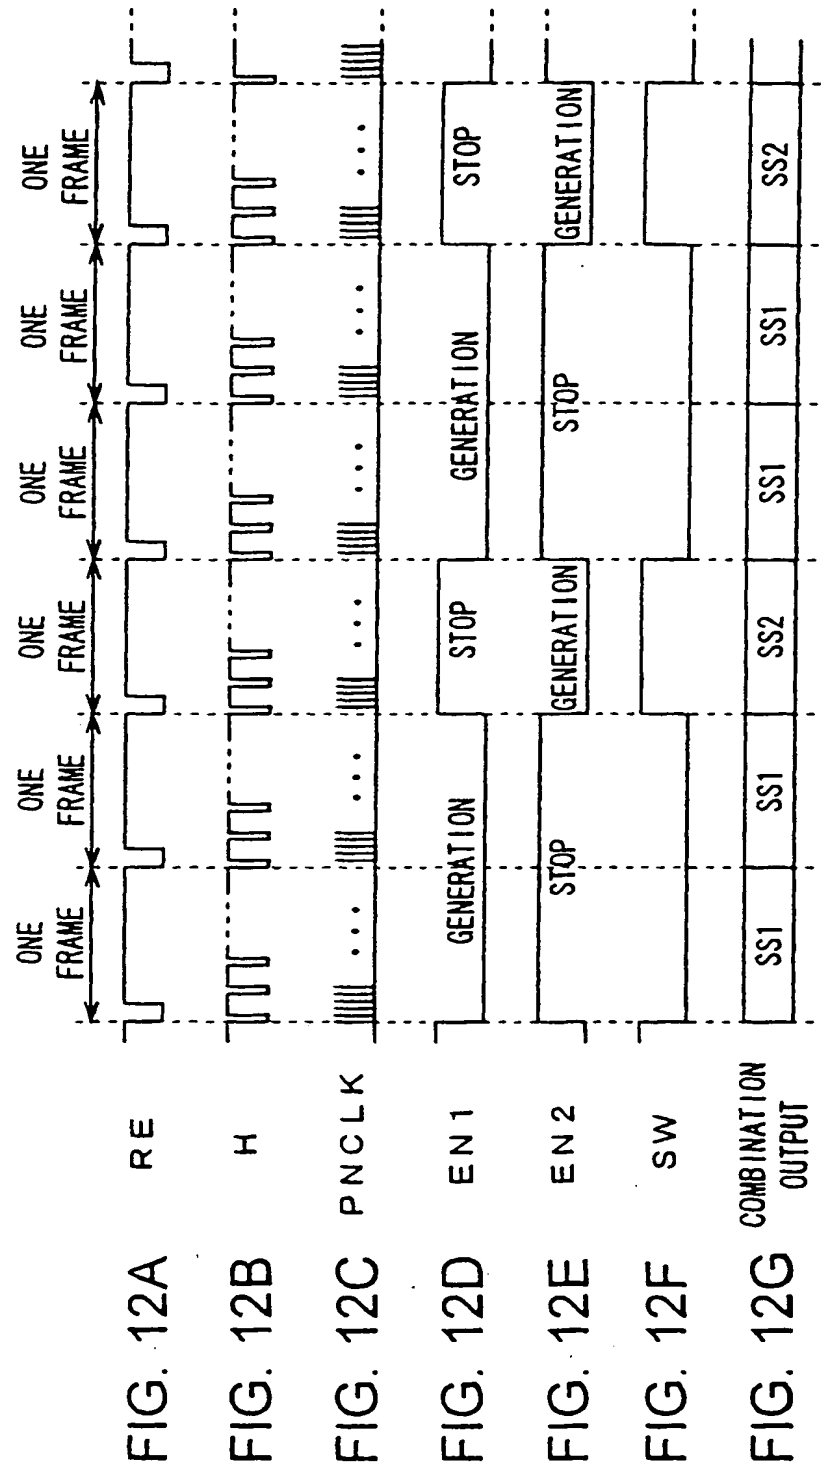 ONE
FRAME
ONE
FRAME
ONE
FRAME
ONE
FRAME
ONE
FRAME
ONE
FRAME
FIG. 12A RE
FIG. 12B H
FIG. 12C PNCLK
FIG. 12D EN1 GENERATION STOP GENERATION STOP
FIG. 12E EN2 STOP GENERATION STOP GENERATION
FIG. 12F SW
FIG. 12G COMBINATION
OUTPUT SS1 SS1 SS2 SS1 SS1 SS2